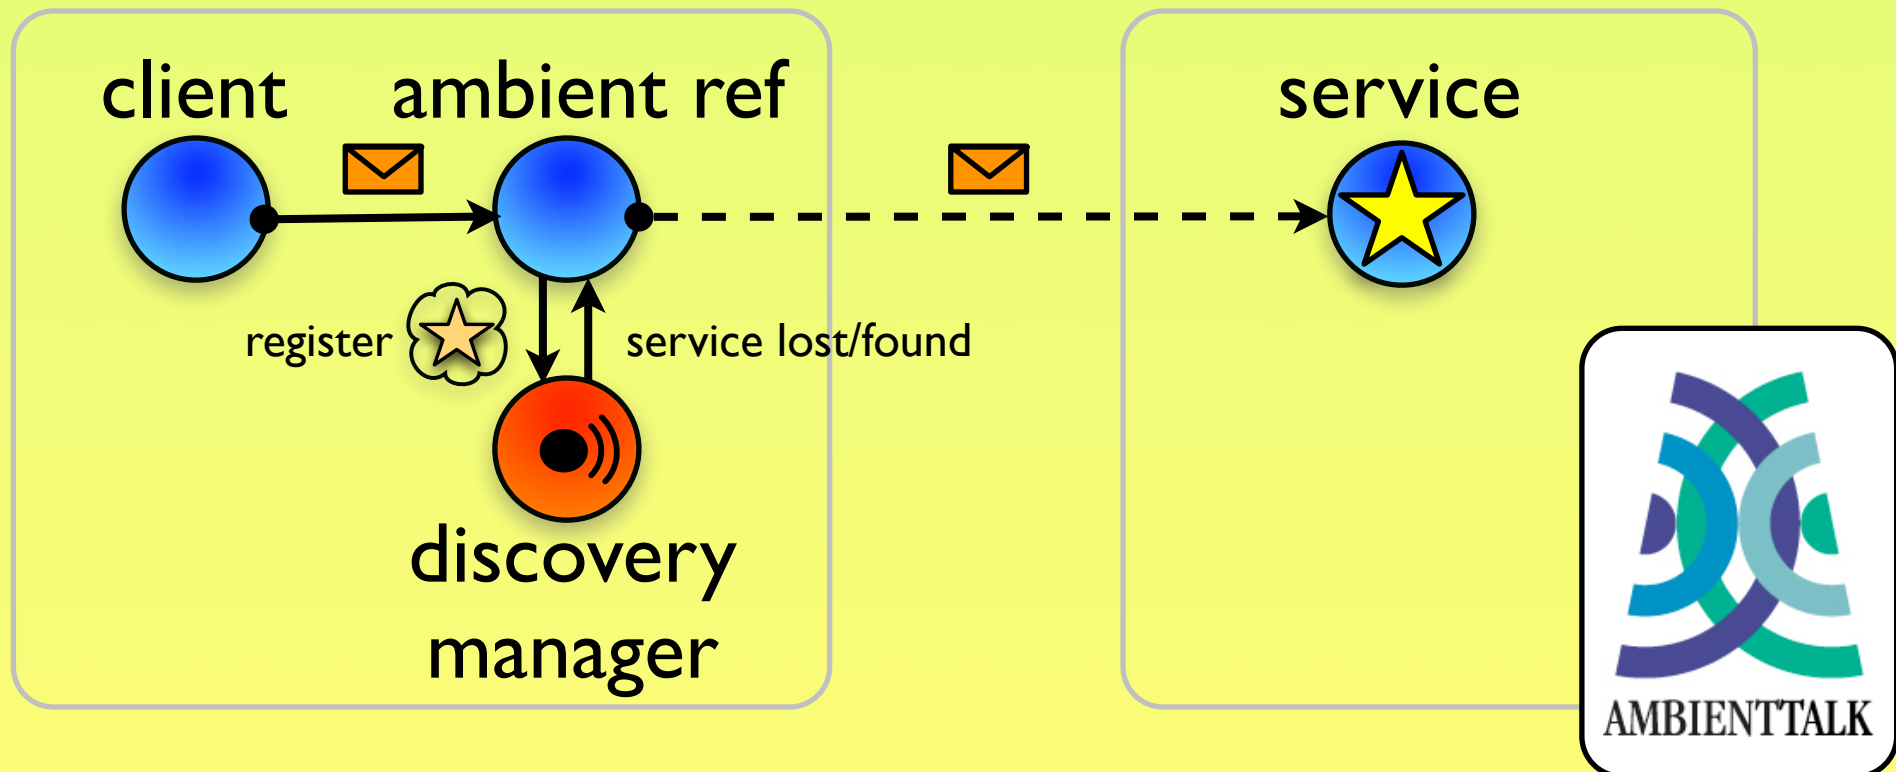 client
ambient ref
service
register
service lost/found
discovery
manager
AMBIENTTALK